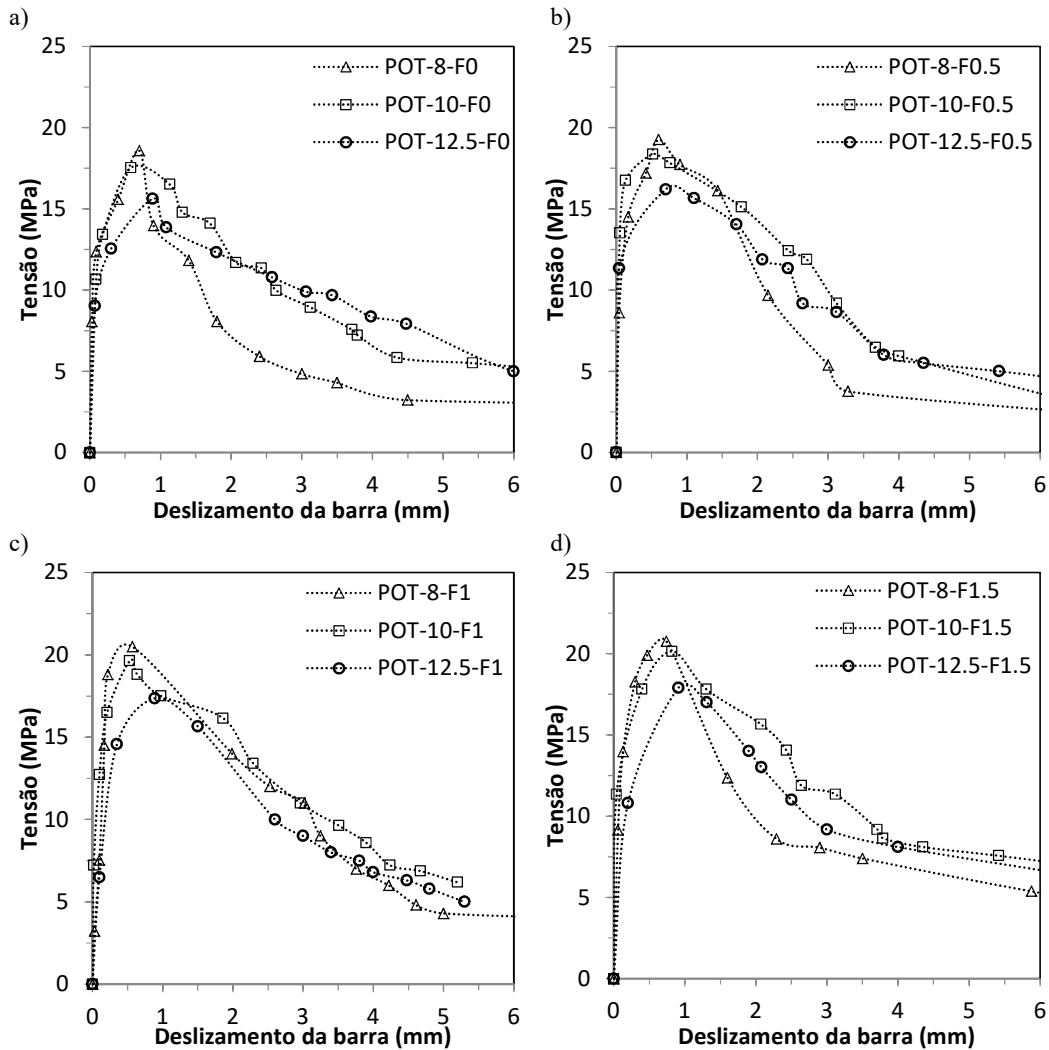 a)
25
20
15
10
5
0
Tensão (MPa)
POT-8-F0
POT-10-F0
POT-12.5-F0
0 1 2 3 4 5 6
Deslizamento da barra (mm)
b)
25
20
15
10
5
0
Tensão (MPa)
POT-8-F0.5
POT-10-F0.5
POT-12.5-F0.5
0 1 2 3 4 5 6
Deslizamento da barra (mm)
c)
25
20
15
10
5
0
Tensão (MPa)
POT-8-F1
POT-10-F1
POT-12.5-F1
0 1 2 3 4 5 6
Deslizamento da barra (mm)
d)
25
20
15
10
5
0
Tensão (MPa)
POT-8-F1.5
POT-10-F1.5
POT-12.5-F1.5
0 1 2 3 4 5 6
Deslizamento da barra (mm)